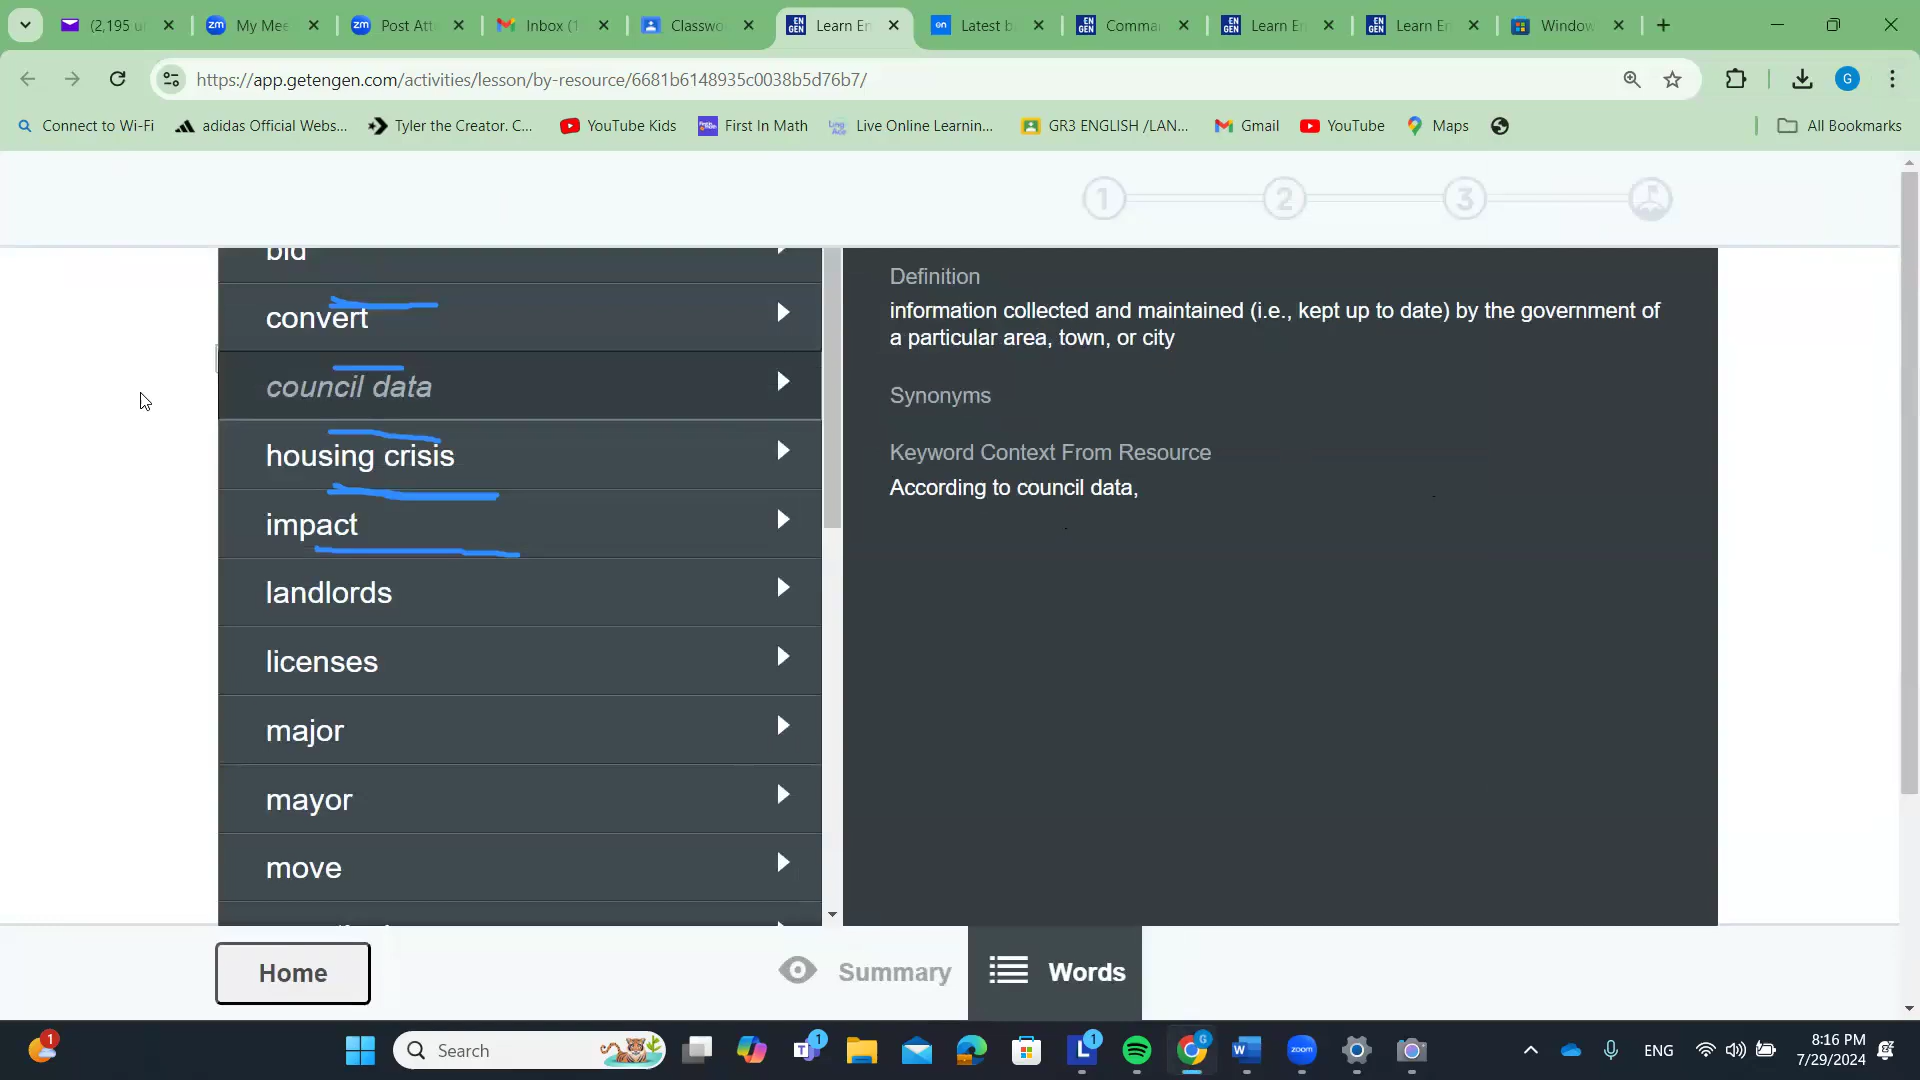 (2,195 u
My Mee
Post Att
Inbox (1
Classwo
Learn En
Latest b
Comma
Learn En
Learn En
Window
https://app.getengen.com/activities/lesson/by-resource/6681b6148935c0038b5d76b7/
G
Connect to Wi-Fi
adidas Official Webs...
Tyler the Creator. C...
YouTube Kids
First In Math
Live Online Learnin...
GR3 ENGLISH /LAN...
Gmail
YouTube
Maps
All Bookmarks
1
2
3
bid
convert
council data
housing crisis
impact
landlords
licenses
major
mayor
move
Definition
information collected and maintained (i.e., kept up to date) by the government of
a particular area, town, or city
Synonyms
Keyword Context From Resource
According to council data,
Home
Summary
Words
1
Search
1
1
G
zoom
ENG
8:16 PM
7/29/2024